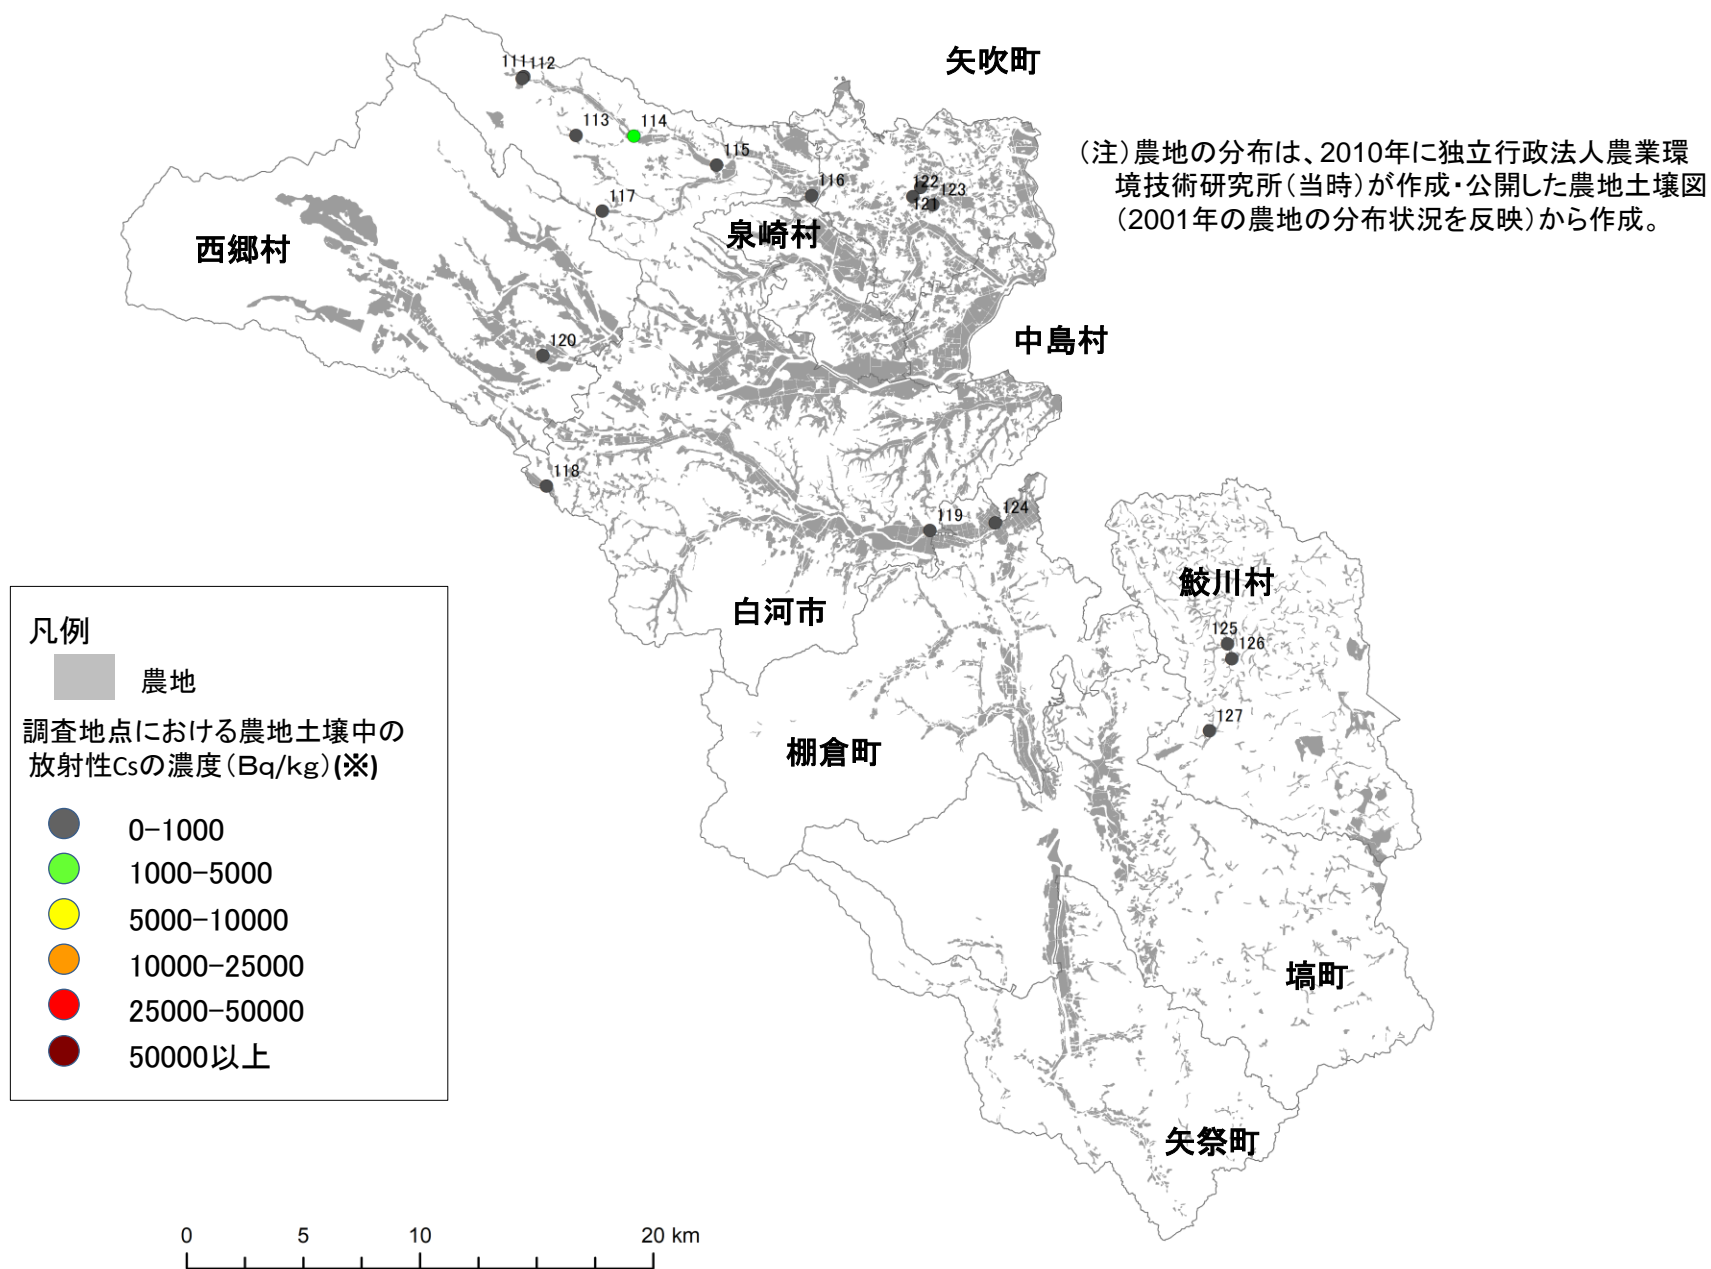 矢吹町
111 112
113
114
115
116
122
123
121
117
(注)農地の分布は、2010年に独立行政法人農業環
境技術研究所(当時)が作成・公開した農地土壌図
(2001年の農地の分布状況を反映)から作成。
西郷村
泉崎村
中島村
120
118
119
124
鮫川村
白河市
125
126
127
棚倉町
塙町
矢祭町
凡例
農地
調査地点における農地土壌中の
放射性Csの濃度(Bq/kg)(※)
0-1000
1000-5000
5000-10000
10000-25000
25000-50000
50000以上
0 5 10 20 km